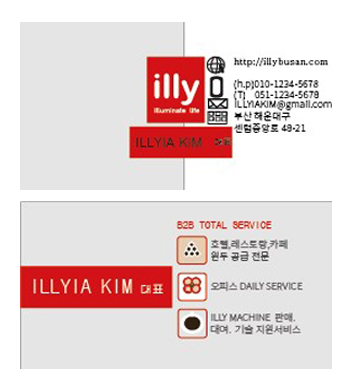 http://illybusan.com
illy
illuminate life
(h.p)010-1234-5678
(T) 051-1234-5678
ILLYIAKIM@gmail.com
부산 해운대구
센텀중앙로 48-21
ILLYIA KIM 대표
B2B TOTAL SERVICE
호텔,레스토랑,카페
원두 공급 전문
ILLYIA KIM 대표
오피스 DAILY SERVICE
ILLY MACHINE 판매.
대여. 기술 지원서비스